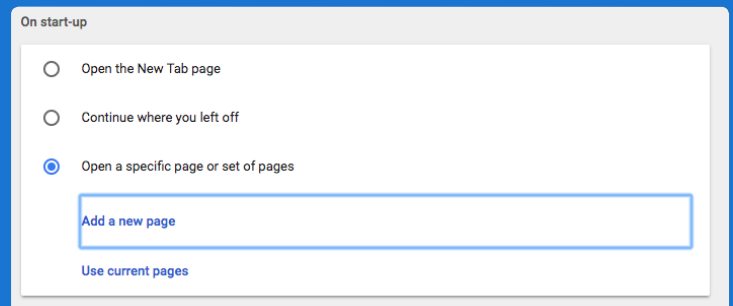 On start-up
Open the New Tab page
Continue where you left off
Open a specific page or set of pages
Add a new page
Use current pages